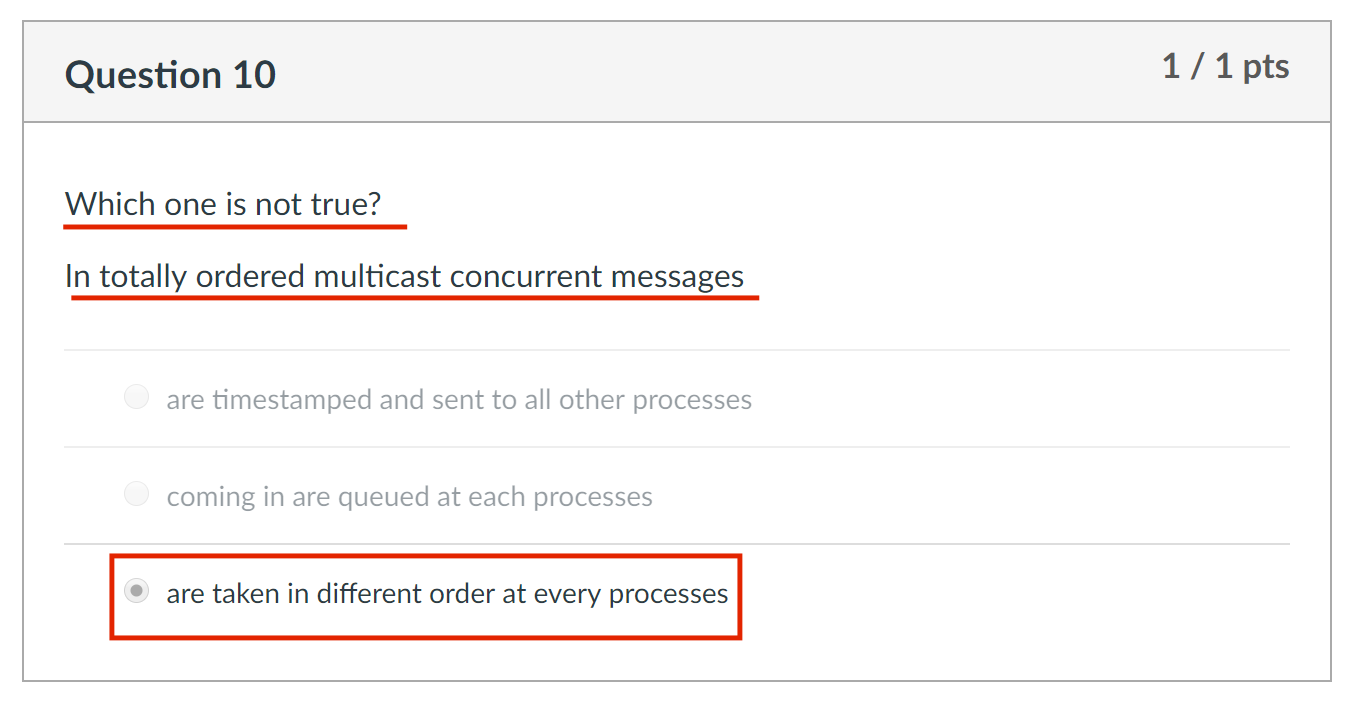 Question 10
1 / 1 pts
Which one is not true?
In totally ordered multicast concurrent messages
are timestamped and sent to all other processes
coming in are queued at each processes
are taken in different order at every processes